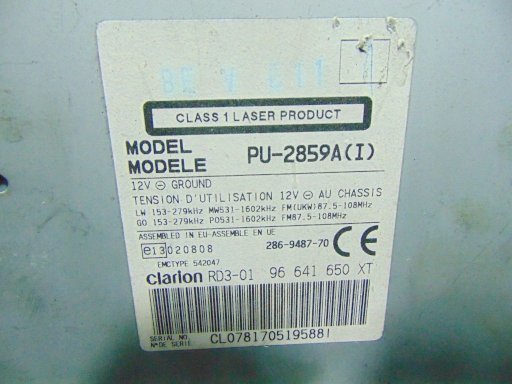 CLASS 1 LASER PRODUCT
MODEL
MODELE PU-2859A(I)
12V ⊖ GROUND
TENSION D'UTILISATION 12V ⊖ AU CHASSIS
LW 153-279kHz MW531-1602kHz FM(UKW)87.5-108MHz
GO 153-279kHz PO531-1602kHz FM87.5-108MHz
ASSEMBLED IN EU-ASSEMBLE EN UE
e13 020808 286-9487-70 CE
EMCTYPE 542047
clarion RD3-01 96 641 650 XT
SERIAL NO.
N°DE SERIE CL078170519588I